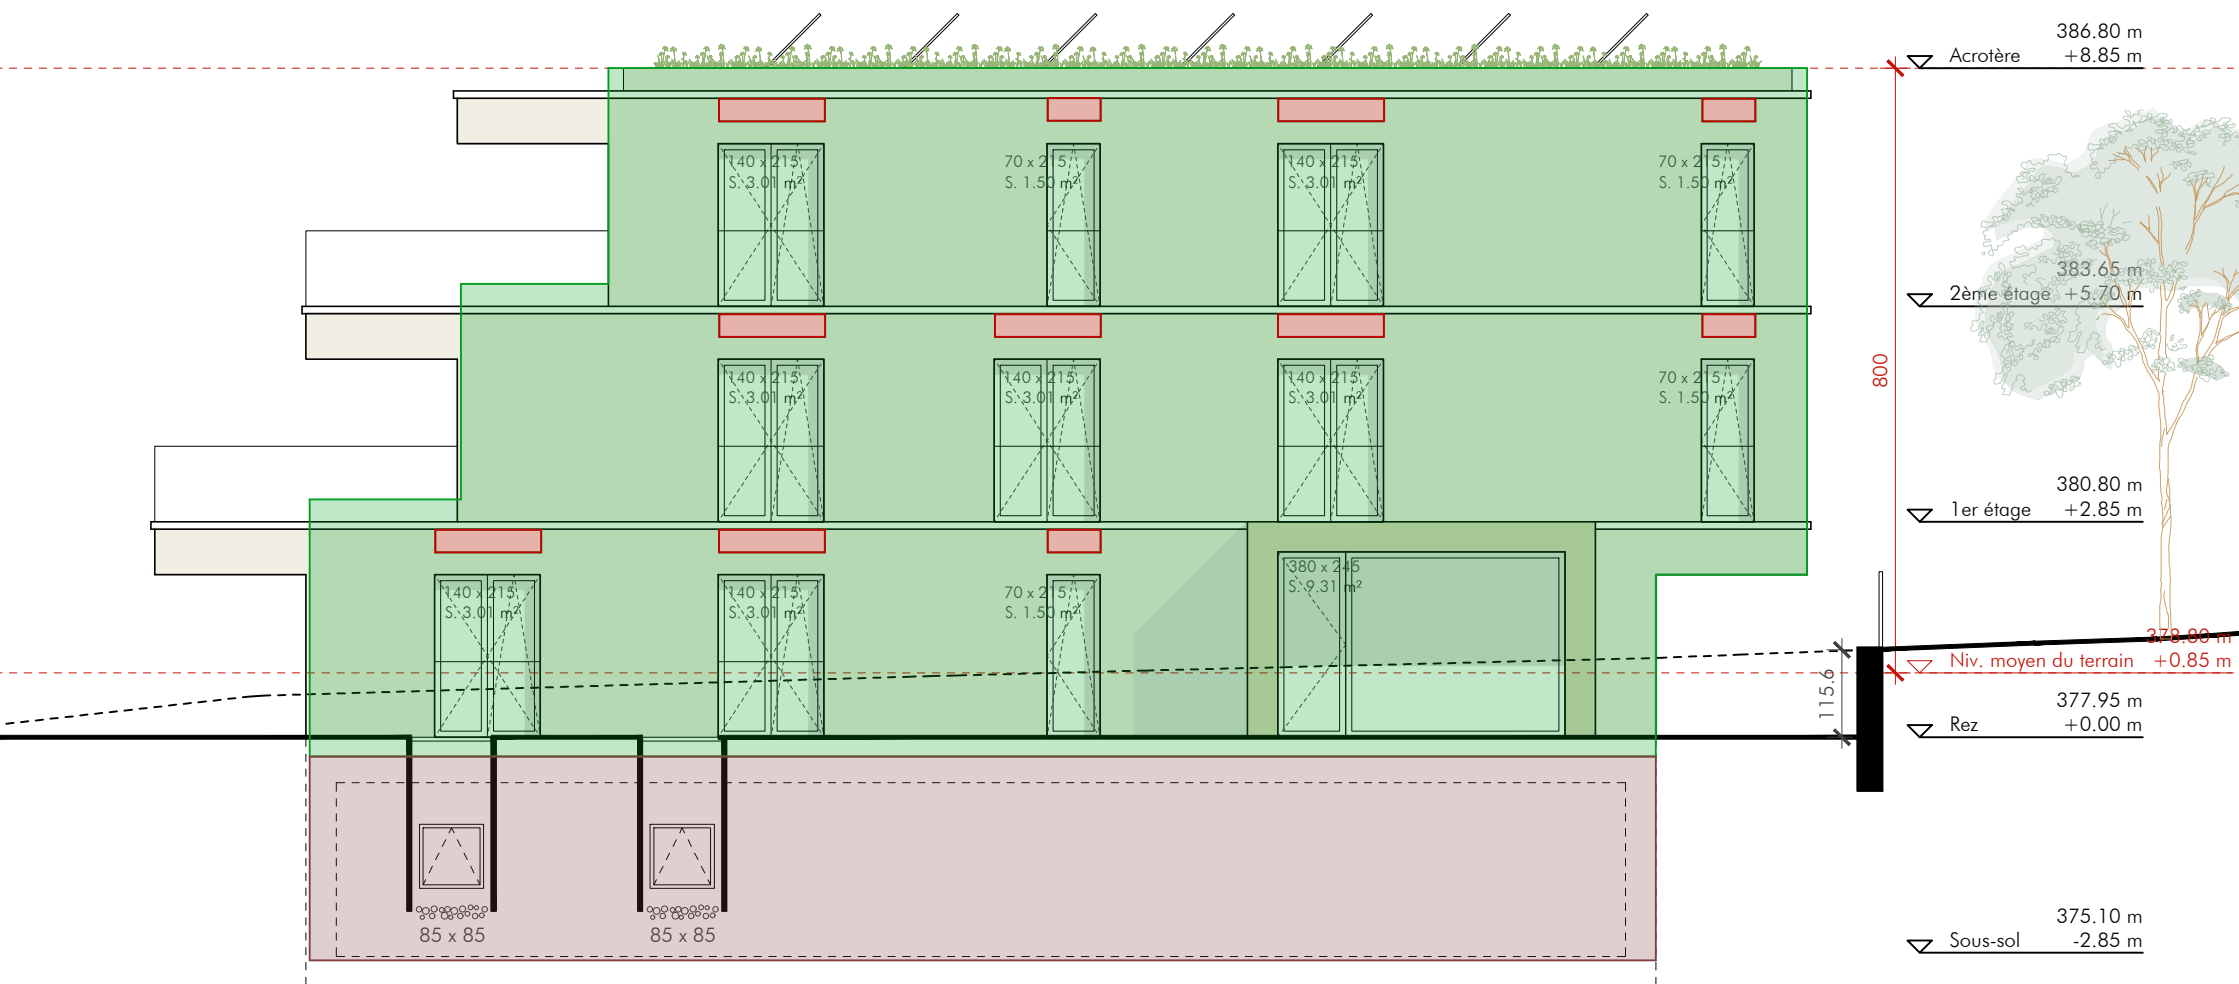 386.80 m
Acrotère +8.85 m
140 x 215
S. 3.01 m²
70 x 215
S. 1.50 m²
140 x 215
S. 3.01 m²
70 x 215
S. 1.50 m²
383.65 m
2ème étage +5.70 m
140 x 215
S. 3.01 m²
140 x 215
S. 3.01 m²
140 x 215
S. 3.01 m²
70 x 215
S. 1.50 m²
800
380.80 m
1er étage +2.85 m
140 x 215
S. 3.01 m²
140 x 215
S. 3.01 m²
70 x 215
S. 1.50 m²
380 x 245
S. 9.31 m²
378.80 m
Niv. moyen du terrain +0.85 m
115.6
377.95 m
Rez +0.00 m
85 x 85
85 x 85
375.10 m
Sous-sol -2.85 m